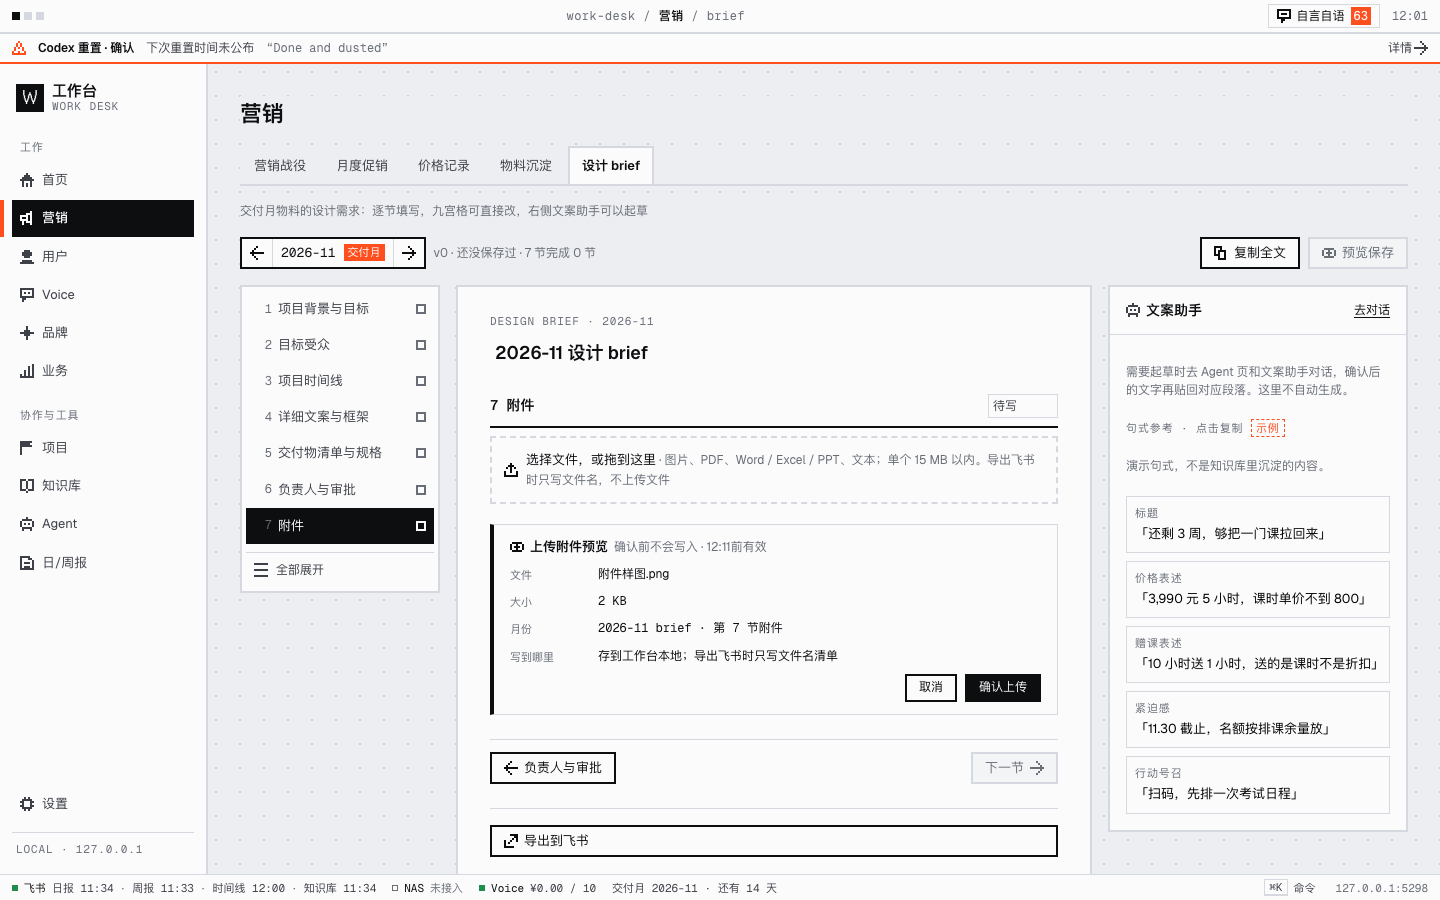 work-desk / 营销 / brief
自言自语 63
12:01
Codex 重置 · 确认 下次重置时间未公布 “Done and dusted”
详情
W
工作台
WORK DESK
工作
首页
营销
用户
Voice
品牌
业务
协作与工具
项目
知识库
Agent
日/周报
设置
LOCAL · 127.0.0.1
营销
营销战役 月度促销 价格记录 物料沉淀 设计 brief
交付月物料的设计需求：逐节填写，九宫格可直接改，右侧文案助手可以起草
2026-11 交付月
v0 · 还没保存过 · 7 节完成 0 节
复制全文
预览保存
1 项目背景与目标
2 目标受众
3 项目时间线
4 详细文案与框架
5 交付物清单与规格
6 负责人与审批
7 附件
全部展开
DESIGN BRIEF · 2026-11
2026-11 设计 brief
7 附件
待写
选择文件，或拖到这里 · 图片、PDF、Word / Excel / PPT、文本；单个 15 MB 以内。导出飞书
时只写文件名，不上传文件
上传附件预览 确认前不会写入 · 12:11前有效
文件 附件样图.png
大小 2 KB
月份 2026-11 brief · 第 7 节附件
写到哪里 存到工作台本地；导出飞书时只写文件名清单
取消
确认上传
负责人与审批
下一节
导出到飞书
文案助手
去对话
需要起草时去 Agent 页和文案助手对话，确认后
的文字再贴回对应段落。这里不自动生成。
句式参考 · 点击复制 示例
演示句式，不是知识库里沉淀的内容。
标题
「还剩 3 周，够把一门课拉回来」
价格表述
「3,990 元 5 小时，课时单价不到 800」
赠课表述
「10 小时送 1 小时，送的是课时不是折扣」
紧迫感
「11.30 截止，名额按排课余量放」
行动号召
「扫码，先排一次考试日程」
飞书 日报 11:34 · 周报 11:33 · 时间线 12:00 · 知识库 11:34
NAS 未接入
Voice ¥0.00 / 10
交付月 2026-11 · 还有 14 天
⌘K 命令
127.0.0.1:5298